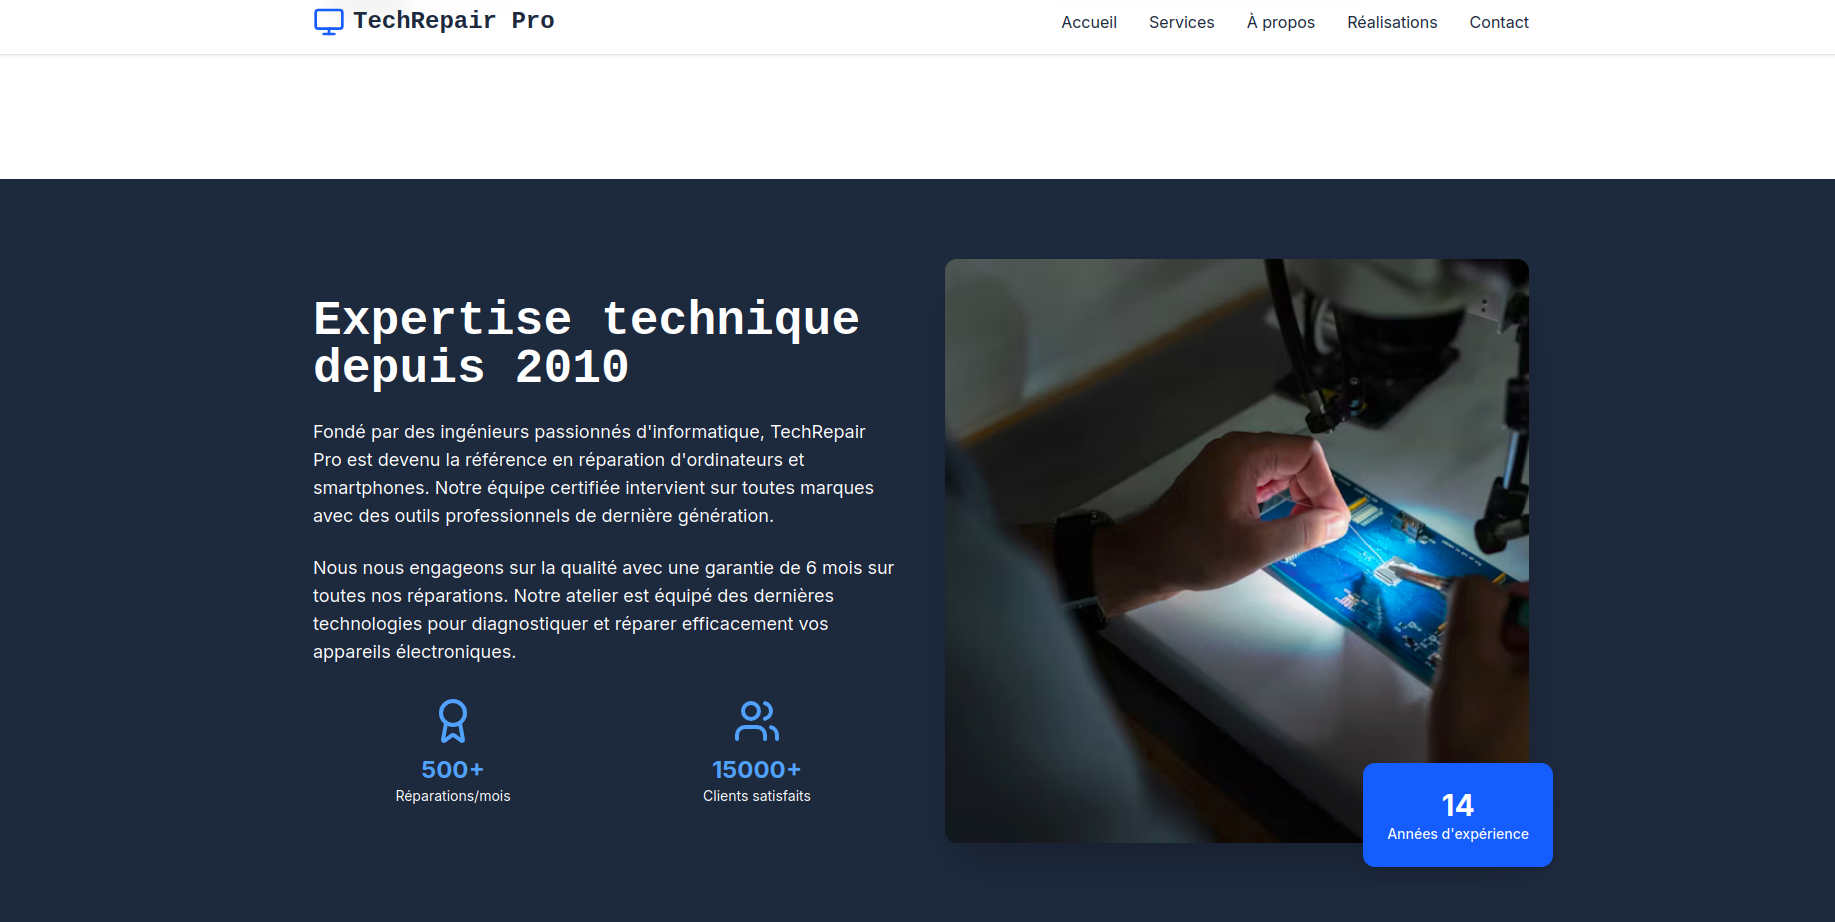 TechRepair Pro
Accueil Services À propos Réalisations Contact
Expertise technique
depuis 2010
Fondé par des ingénieurs passionnés d'informatique, TechRepair
Pro est devenu la référence en réparation d'ordinateurs et
smartphones. Notre équipe certifiée intervient sur toutes marques
avec des outils professionnels de dernière génération.
Nous nous engageons sur la qualité avec une garantie de 6 mois sur
toutes nos réparations. Notre atelier est équipé des dernières
technologies pour diagnostiquer et réparer efficacement vos
appareils électroniques.
500+
Réparations/mois
15000+
Clients satisfaits
14
Années d'expérience